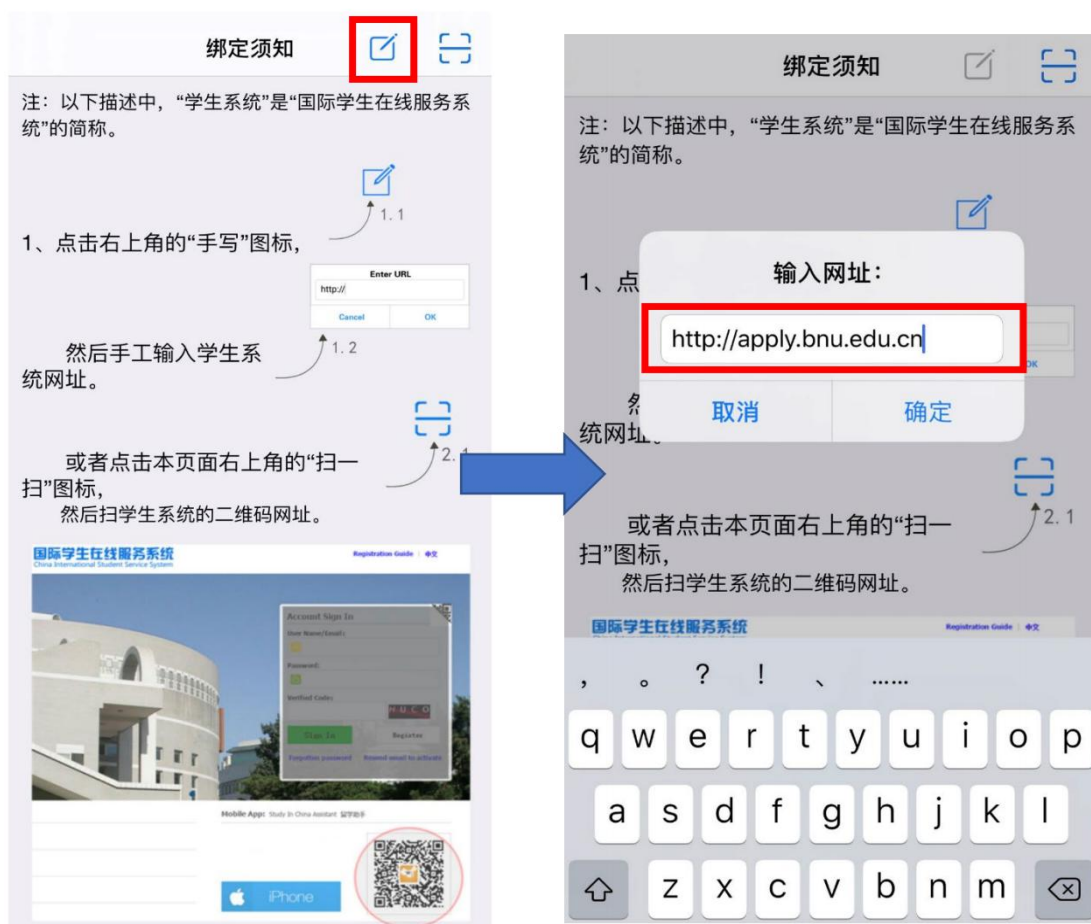 绑定须知
注：以下描述中，“学生系统”是“国际学生在线服务系
统”的简称。
1.1
1、点击右上角的“手写”图标，
Enter URL
http://
Cancel
OK
1.2
然后手工输入学生系
统网址。
2.1
或者点击本页面右上角的“扫一
扫”图标，
然后扫学生系统的二维码网址。
国际学生在线服务系统
China International Student Service System
Registration Guide
中文
Account Sign In
User Name/Email:
Password:
Verified Code:
NUCO
Sign In
Register
Forgotten password
Resend email to activate
Mobile App: Study In China Assistant 留学助手
iPhone
绑定须知
注：以下描述中，“学生系统”是“国际学生在线服务系
统”的简称。
1、点
输入网址：
http://apply.bnu.edu.cn
OK
取消
确定
然
统网址。
2.1
或者点击本页面右上角的“扫一
扫”图标，
然后扫学生系统的二维码网址。
国际学生在线服务系统
Registration Guide
中文
， 。 ？ ！ 、 ……
q w e r t y u i o p
a s d f g h j k l
z x c v b n m